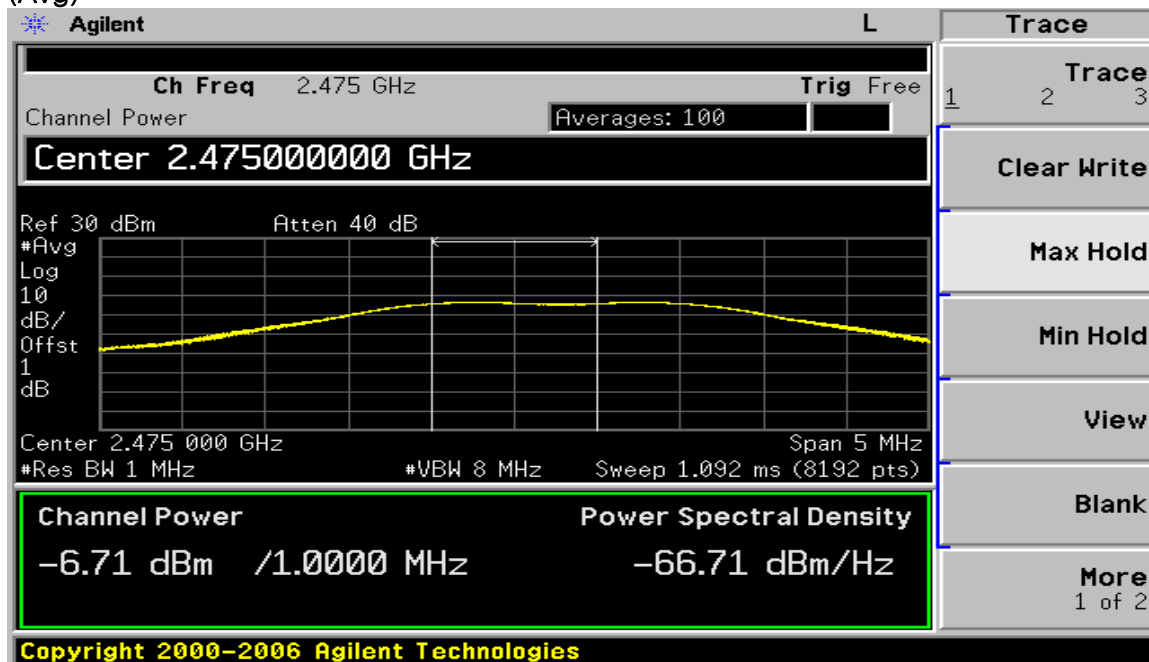 (Avg)
Agilent L Trace
Ch Freq 2.475 GHz Trig Free
Channel Power Averages: 100
Center 2.475000000 GHz
Ref 30 dBm Atten 40 dB
#Avg
Log
10
dB/
Offst
1
dB
Center 2.475 000 GHz Span 5 MHz
#Res BW 1 MHz #VBW 8 MHz Sweep 1.092 ms (8192 pts)
Channel Power Power Spectral Density
-6.71 dBm /1.0000 MHz -66.71 dBm/Hz
Copyright 2000-2006 Agilent Technologies
Trace
1 2 3
Clear Write
Max Hold
Min Hold
View
Blank
More
1 of 2